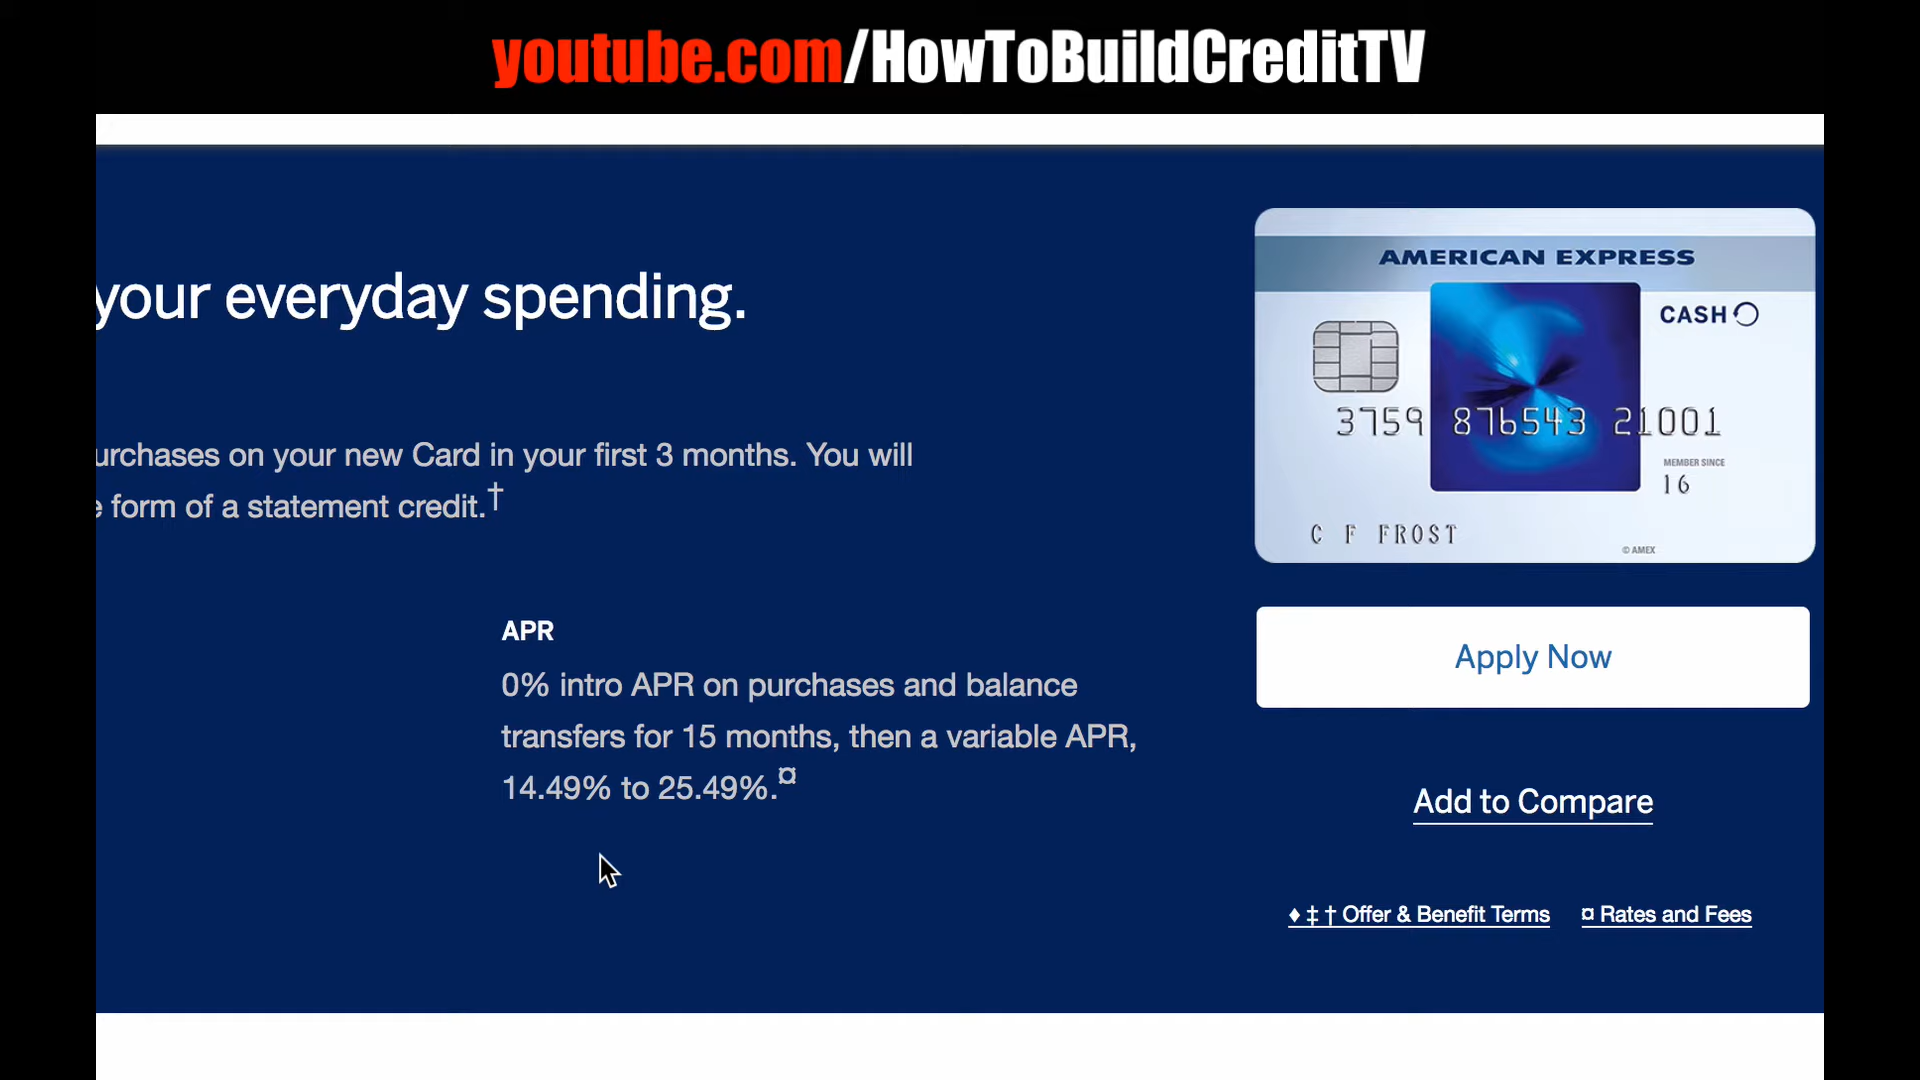 youtube.com/HowToBuildCreditTV
your everyday spending.
urchases on your new Card in your first 3 months. You will
e form of a statement credit.†
APR
0% intro APR on purchases and balance
transfers for 15 months, then a variable APR,
14.49% to 25.49%.¤
AMERICAN EXPRESS
CASH
3759 876543 21001
MEMBER SINCE
16
C F FROST
© AMEX
Apply Now
Add to Compare
♦ ‡ † Offer & Benefit Terms ¤ Rates and Fees